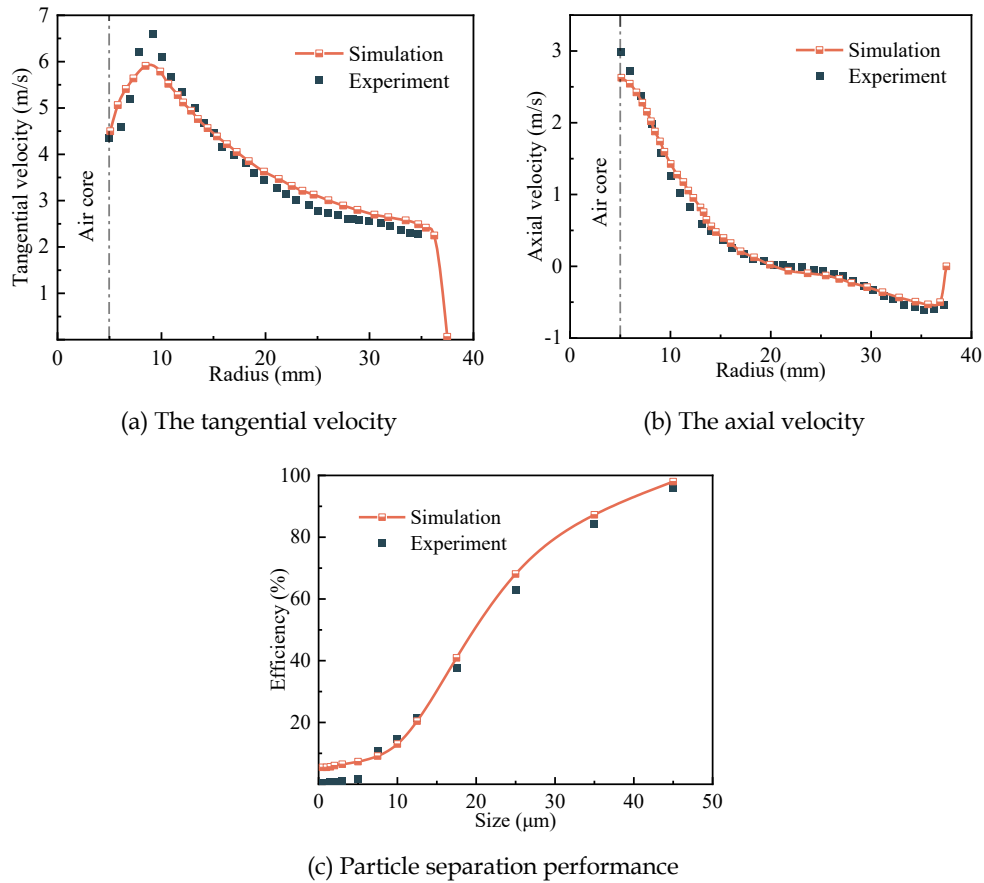 7
6
5
4
3
2
1
0
10
20
30
40
Tangential velocity (m/s)
Radius (mm)
Air core
Simulation
Experiment
(a) The tangential velocity
3
2
1
0
-1
0
10
20
30
40
Axial velocity (m/s)
Radius (mm)
Air core
Simulation
Experiment
(b) The axial velocity
100
80
60
40
20
0
10
20
30
40
50
Efficiency (%)
Size (μm)
Simulation
Experiment
(c) Particle separation performance